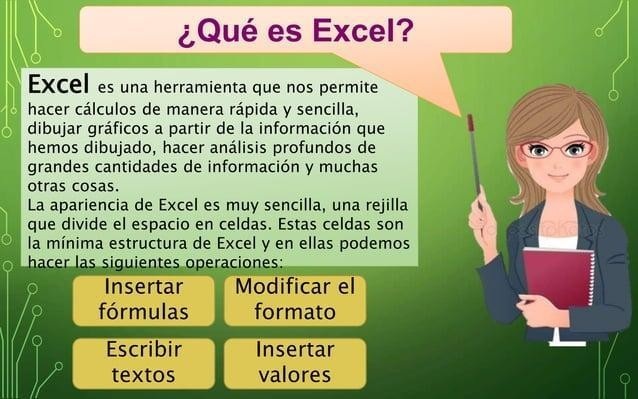 ¿Qué es Excel?
Excel es una herramienta que nos permite
hacer cálculos de manera rápida y sencilla,
dibujar gráficos a partir de la información que
hemos dibujado, hacer análisis profundos de
grandes cantidades de información y muchas
otras cosas.
La apariencia de Excel es muy sencilla, una rejilla
que divide el espacio en celdas. Estas celdas son
la mínima estructura de Excel y en ellas podemos
hacer las siguientes operaciones:
Insertar
fórmulas
Modificar el
formato
Escribir
textos
Insertar
valores